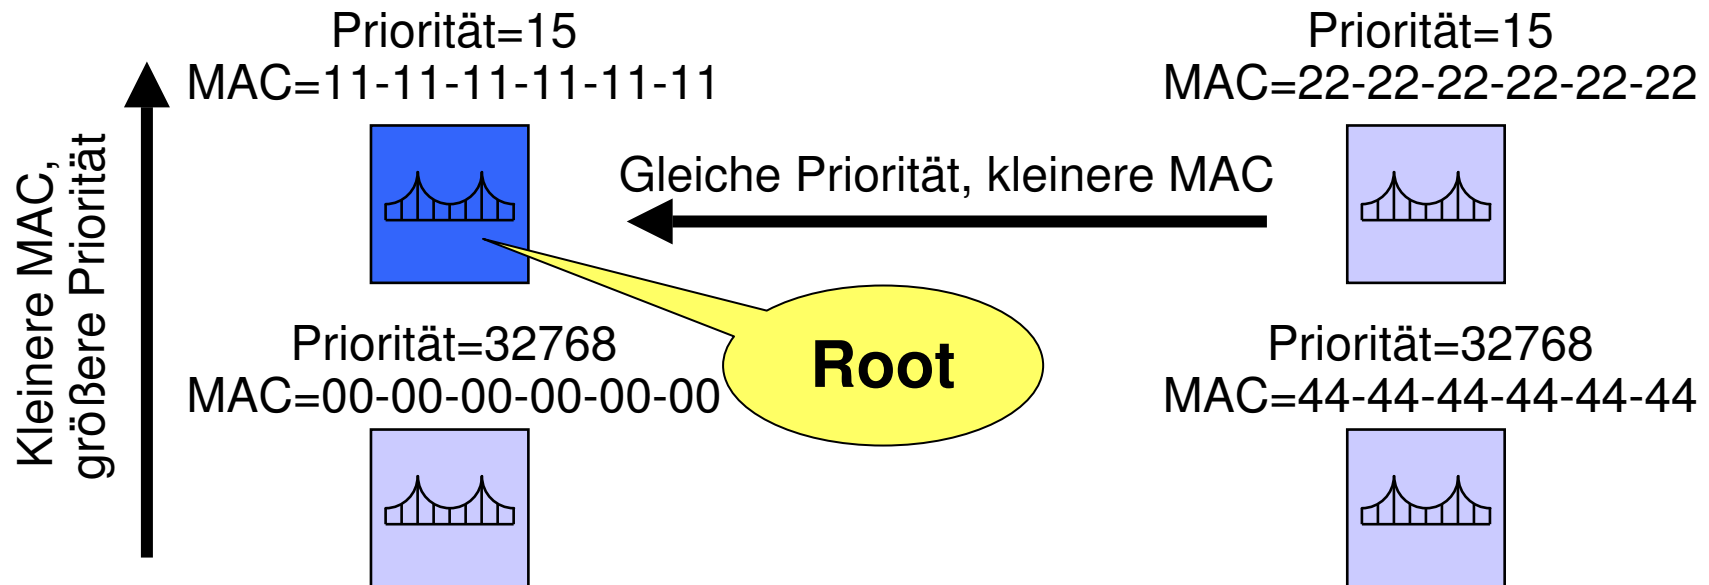 Priorität=15
MAC=11-11-11-11-11-11
Priorität=15
MAC=22-22-22-22-22-22
Kleinere MAC,
größere Priorität
Gleiche Priorität, kleinere MAC
Root
Priorität=32768
MAC=00-00-00-00-00-00
Priorität=32768
MAC=44-44-44-44-44-44